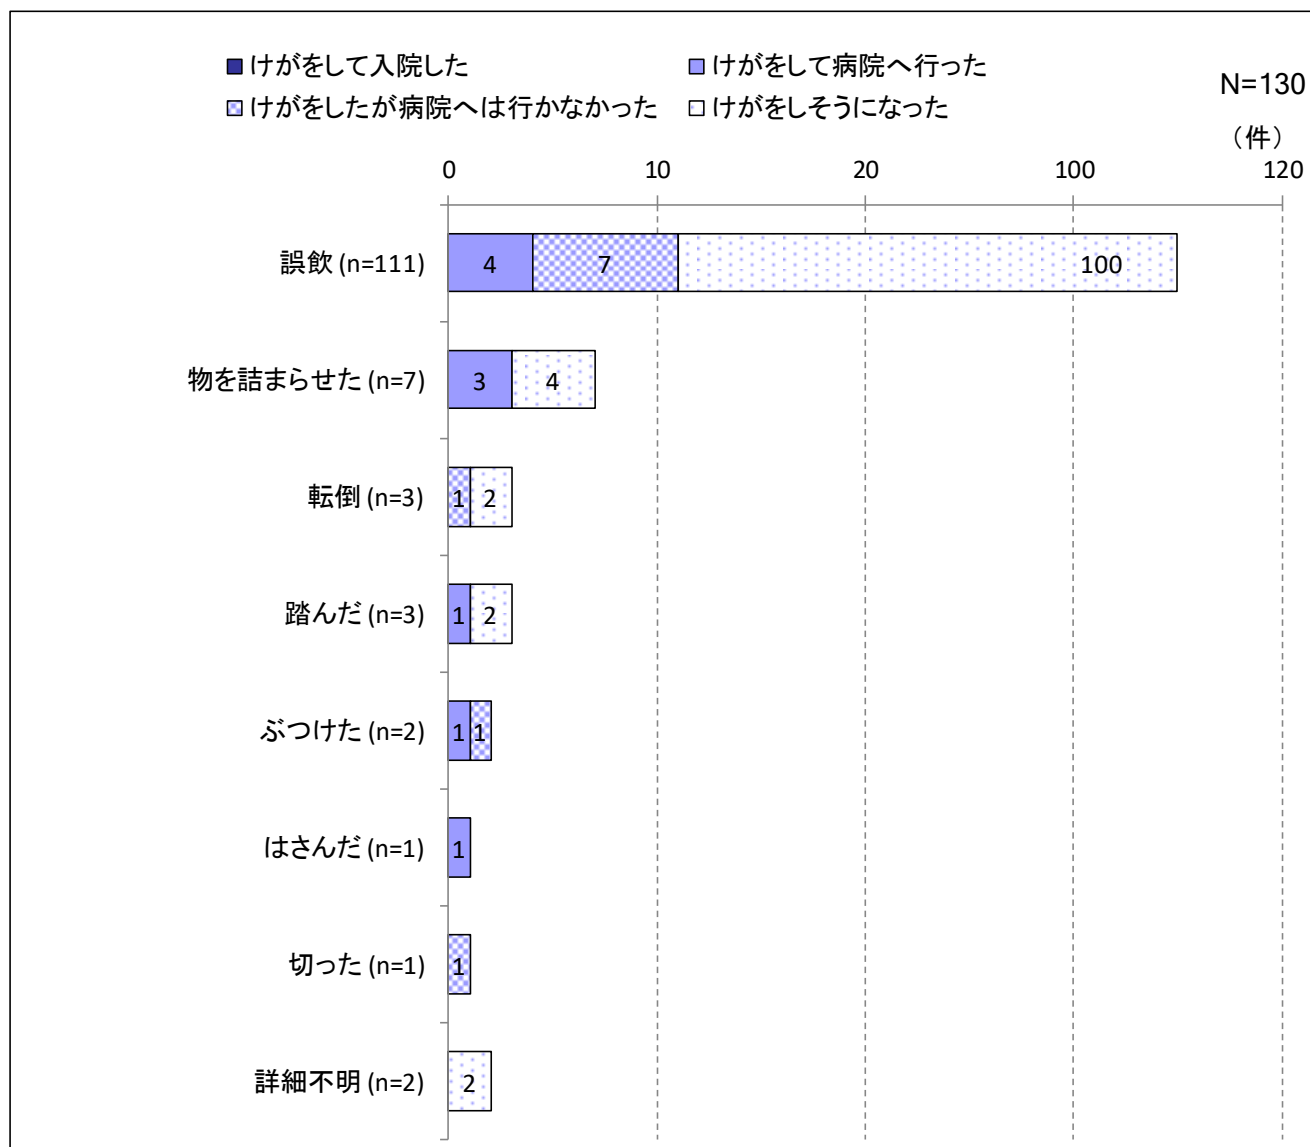 けがをして入院した けがをして病院へ行った
けがをしたが病院へは行かなかった けがをしそうになった
N=130
（件）
0 10 20 100 120
誤飲 (n=111) 4 7 100
物を詰まらせた (n=7) 3 4
転倒 (n=3) 1 2
踏んだ (n=3) 1 2
ぶつけた (n=2) 1 1
はさんだ (n=1) 1
切った (n=1) 1
詳細不明 (n=2) 2